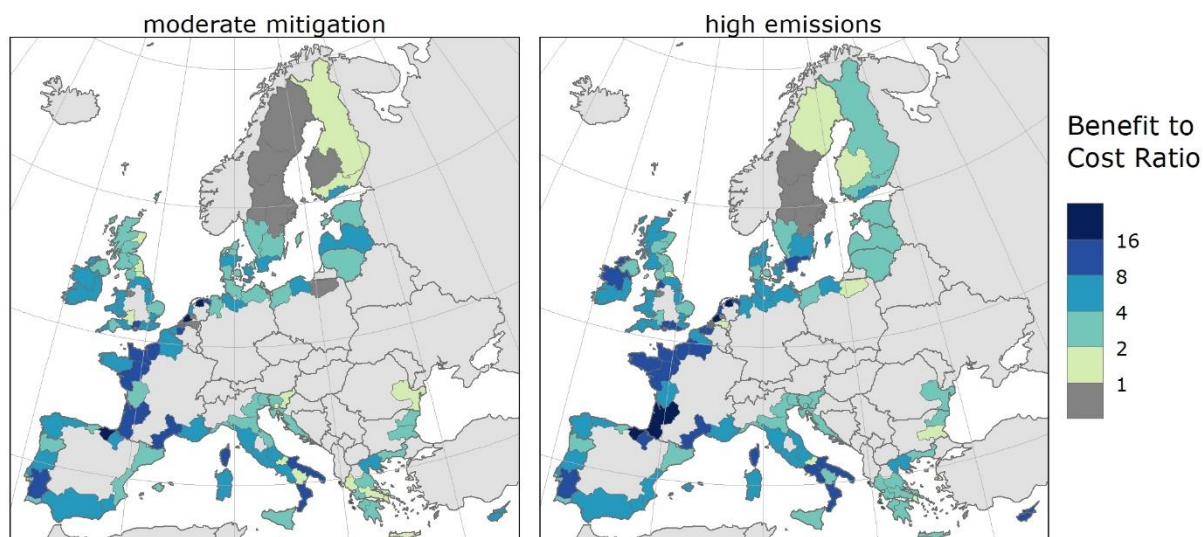 moderate mitigation
high emissions
Benefit to
Cost Ratio
16
8
4
2
1